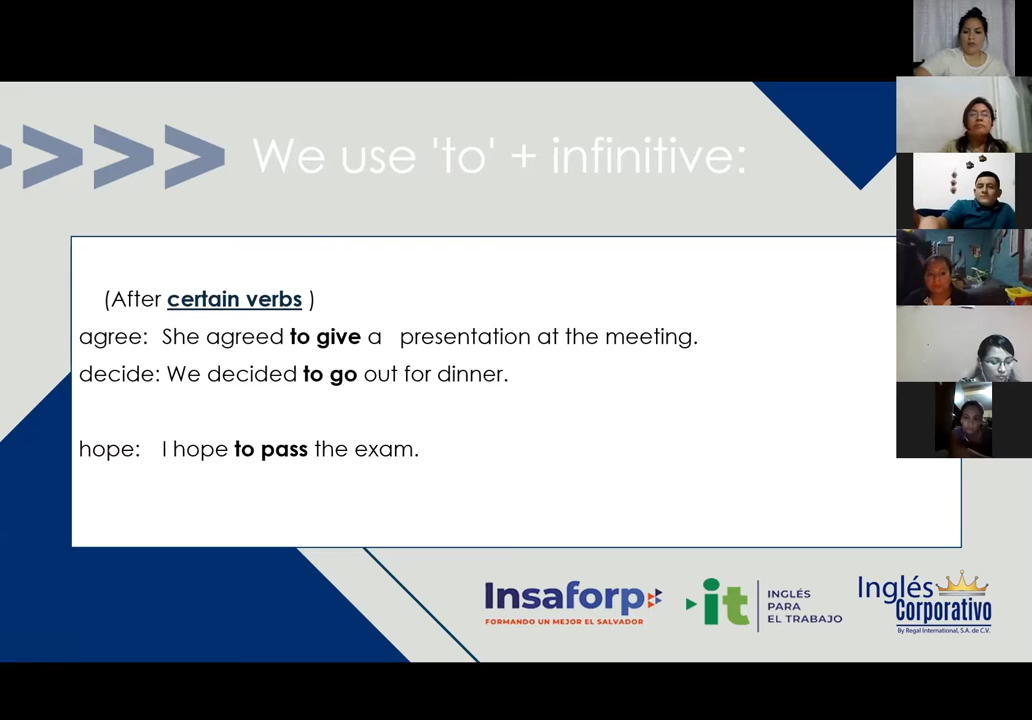 We use 'to' + infinitive:
(After certain verbs )
agree: She agreed to give a presentation at the meeting.
decide: We decided to go out for dinner.
hope: I hope to pass the exam.
Insaforp
FORMANDO UN MEJOR EL SALVADOR
it
INGLÉS
PARA
EL TRABAJO
Inglés
Corporativo
By Regal International, S.A. de C.V.